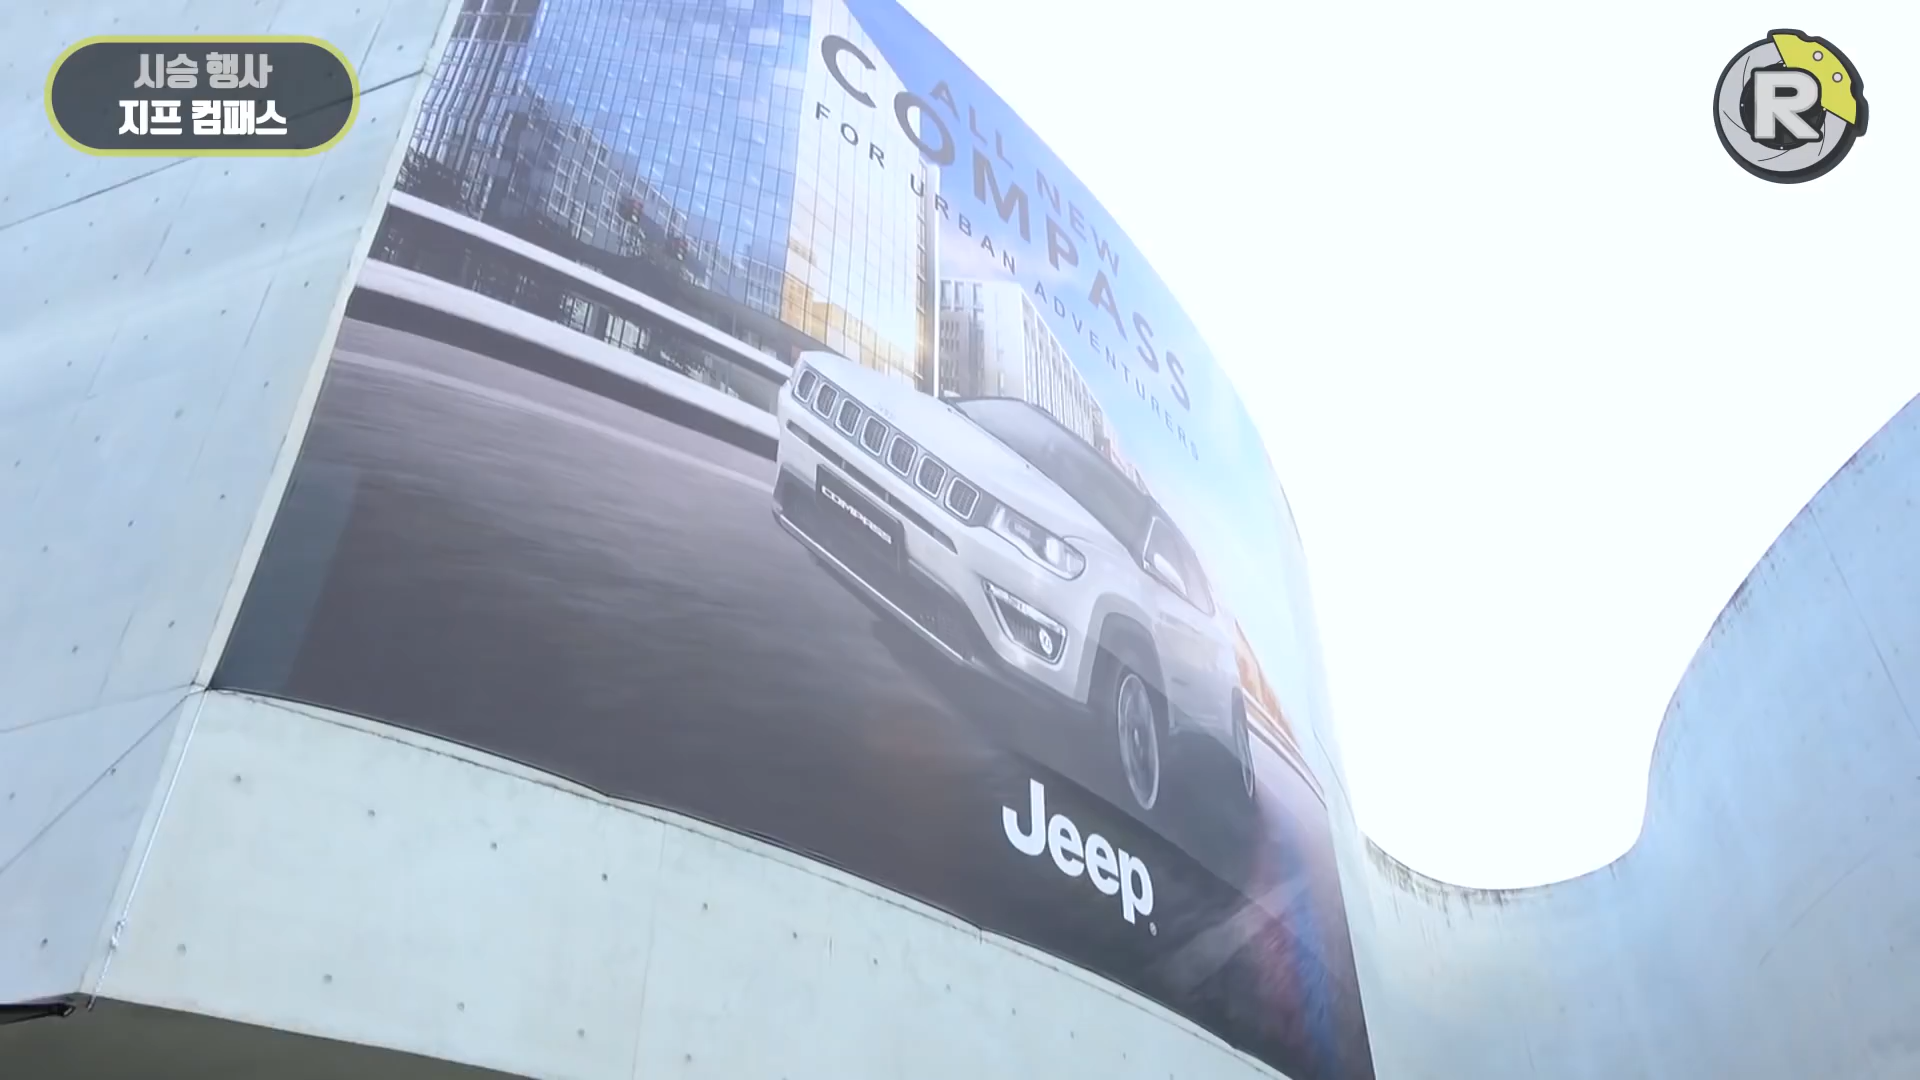 시승 행사
지프 컴패스
R
ALL NEW
COMPASS
FOR URBAN ADVENTURERS
COMPASS
Jeep